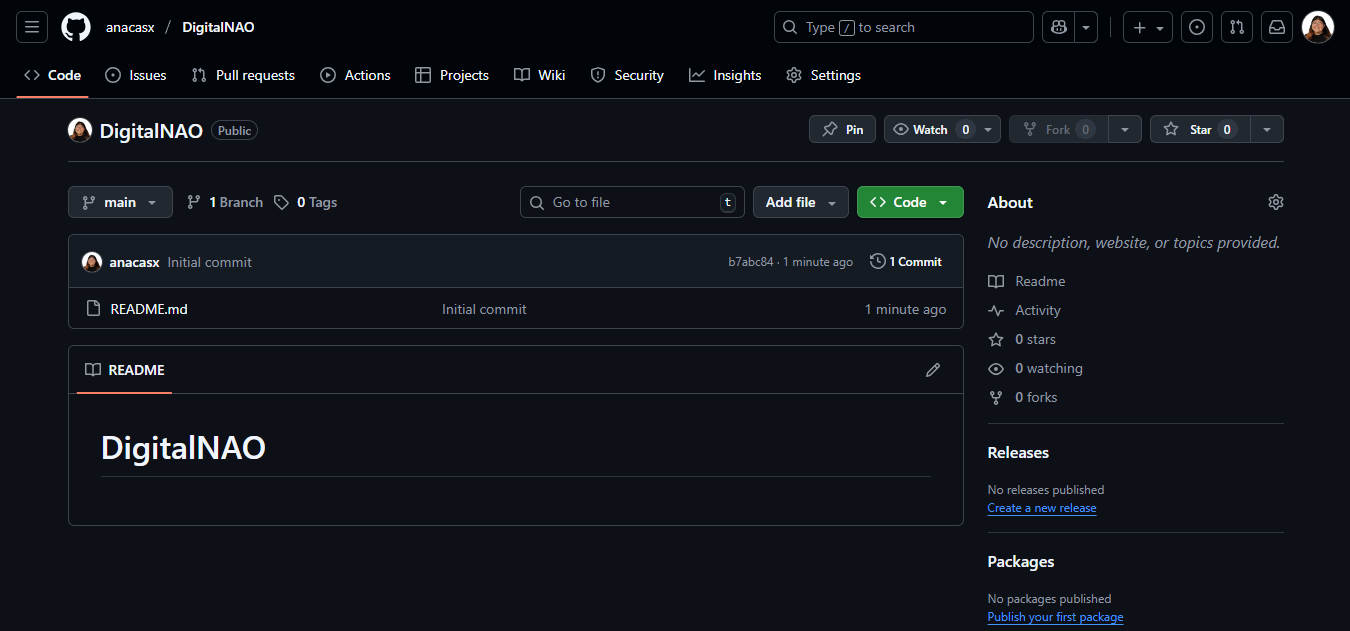 anacasx / DigitalNAO
Type / to search
Code Issues Pull requests Actions Projects Wiki Security Insights Settings
DigitalNAO Public
Pin Watch 0 Fork 0 Star 0
main 1 Branch 0 Tags Go to file t Add file Code
anacasx Initial commit b7abc84 · 1 minute ago 1 Commit
README.md Initial commit 1 minute ago
README
DigitalNAO
About
No description, website, or topics provided.
Readme
Activity
0 stars
0 watching
0 forks
Releases
No releases published
Create a new release
Packages
No packages published
Publish your first package